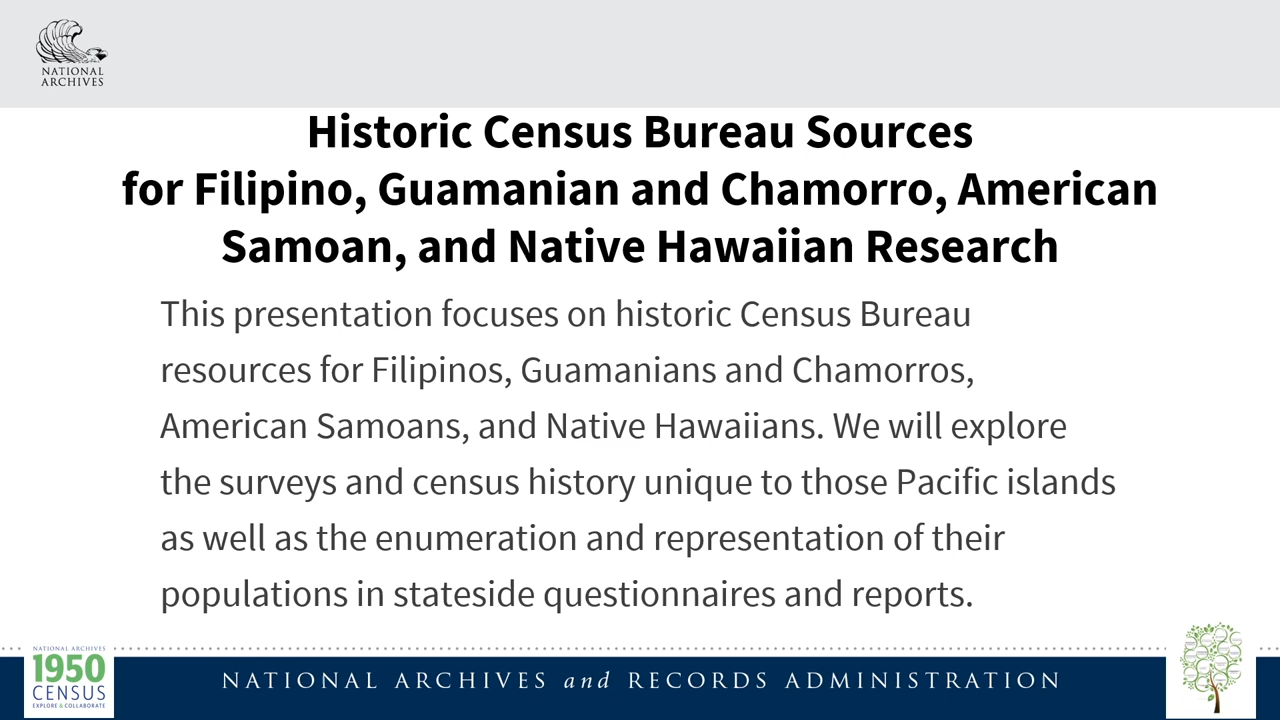 NATIONAL
ARCHIVES
Historic Census Bureau Sources
for Filipino, Guamanian and Chamorro, American
Samoan, and Native Hawaiian Research
This presentation focuses on historic Census Bureau
resources for Filipinos, Guamanians and Chamorros,
American Samoans, and Native Hawaiians. We will explore
the surveys and census history unique to those Pacific islands
as well as the enumeration and representation of their
populations in stateside questionnaires and reports.
NATIONAL ARCHIVES
1950
CENSUS
EXPLORE & COLLABORATE
NATIONAL ARCHIVES and RECORDS ADMINISTRATION